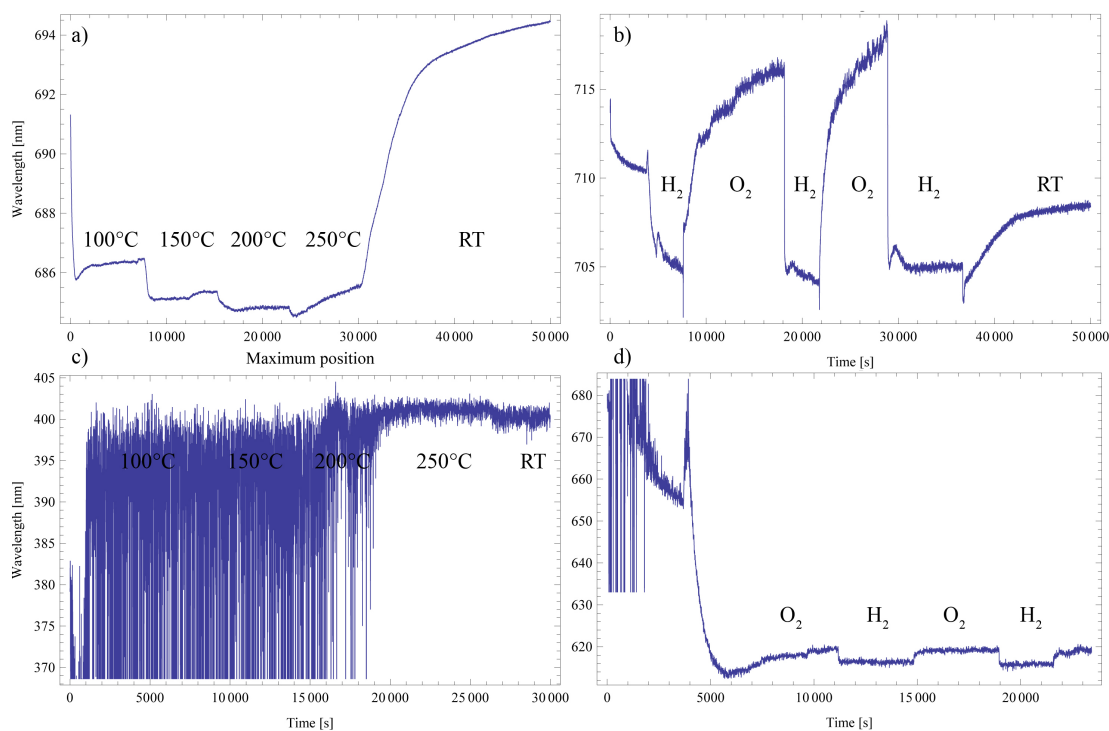 a)
694
692
690
688
686
Wavelength [nm]
100°C 150°C 200°C 250°C RT
0 10 000 20 000 30 000 40 000 50 000
Maximum position
b)
715
710
705
H2 O2 H2 O2 H2 RT
0 10 000 20 000 30 000 40 000 50 000
Time [s]
c)
405
400
395
390
385
380
375
370
Wavelength [nm]
100°C 150°C 200°C 250°C RT
0 5000 10 000 15 000 20 000 25 000 30 000
Time [s]
d)
680
670
660
650
640
630
620
O2 H2 O2 H2
0 5000 10 000 15 000 20 000
Time [s]